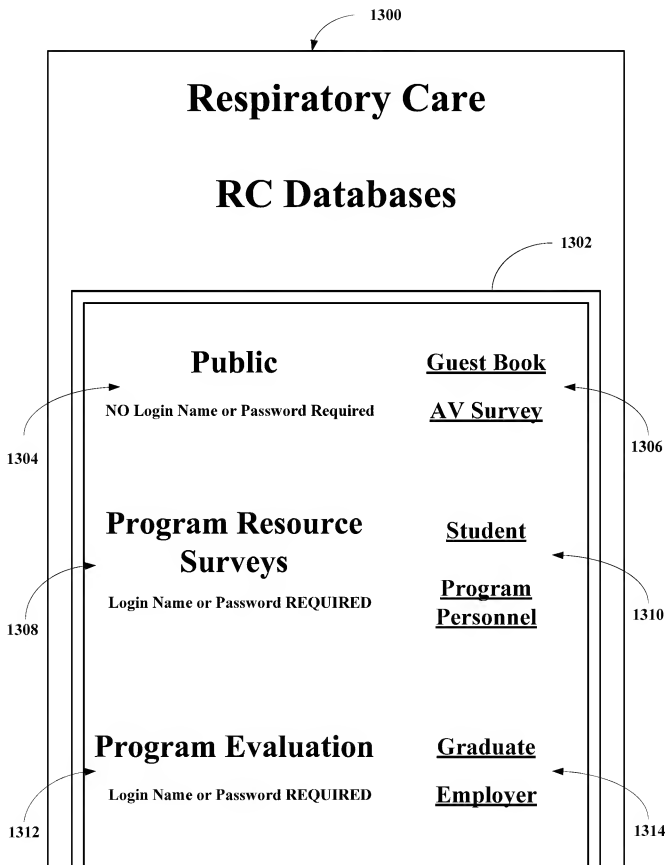 1300
Respiratory Care
RC Databases
1302
Public
Guest Book
NO Login Name or Password Required
AV Survey
1304
1306
Program Resource
Surveys
Student
Login Name or Password REQUIRED
Program
Personnel
1308
1310
Program Evaluation
Graduate
Login Name or Password REQUIRED
Employer
1312
1314